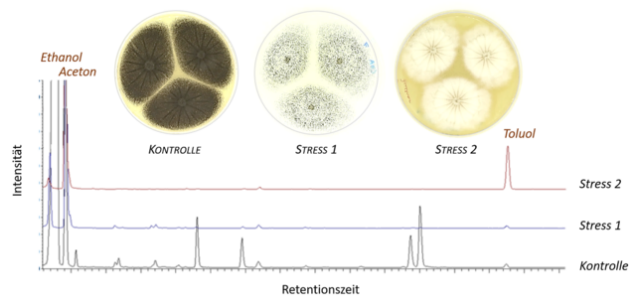 Ethanol
Aceton
KONTROLLE
STRESS 1
STRESS 2
Toluol
Intensität
Stress 2
Stress 1
Kontrolle
Retentionszeit